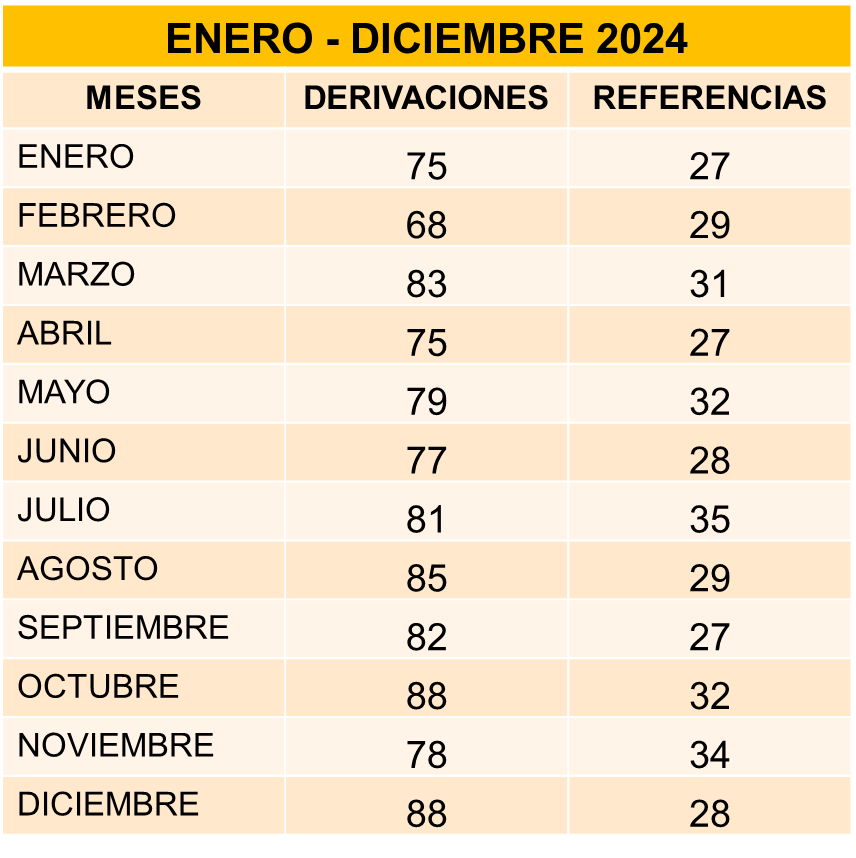 ENERO - DICIEMBRE 2024
MESES DERIVACIONES REFERENCIAS
ENERO 75 27
FEBRERO 68 29
MARZO 83 31
ABRIL 75 27
MAYO 79 32
JUNIO 77 28
JULIO 81 35
AGOSTO 85 29
SEPTIEMBRE 82 27
OCTUBRE 88 32
NOVIEMBRE 78 34
DICIEMBRE 88 28